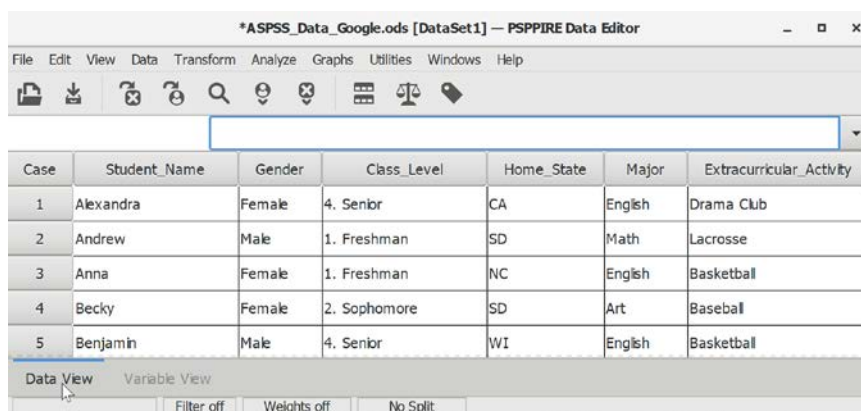 *ASPSS_Data_Google.ods [DataSet1] — PSPPIRE Data Editor
File Edit View Data Transform Analyze Graphs Utilities Windows Help
Case Student_Name Gender Class_Level Home_State Major Extracurricular_Activity
1 Alexandra Female 4. Senior CA English Drama Club
2 Andrew Male 1. Freshman SD Math Lacrosse
3 Anna Female 1. Freshman NC English Basketball
4 Becky Female 2. Sophomore SD Art Baseball
5 Benjamin Male 4. Senior WI English Basketball
Data View Variable View
Filter off Weights off No Split